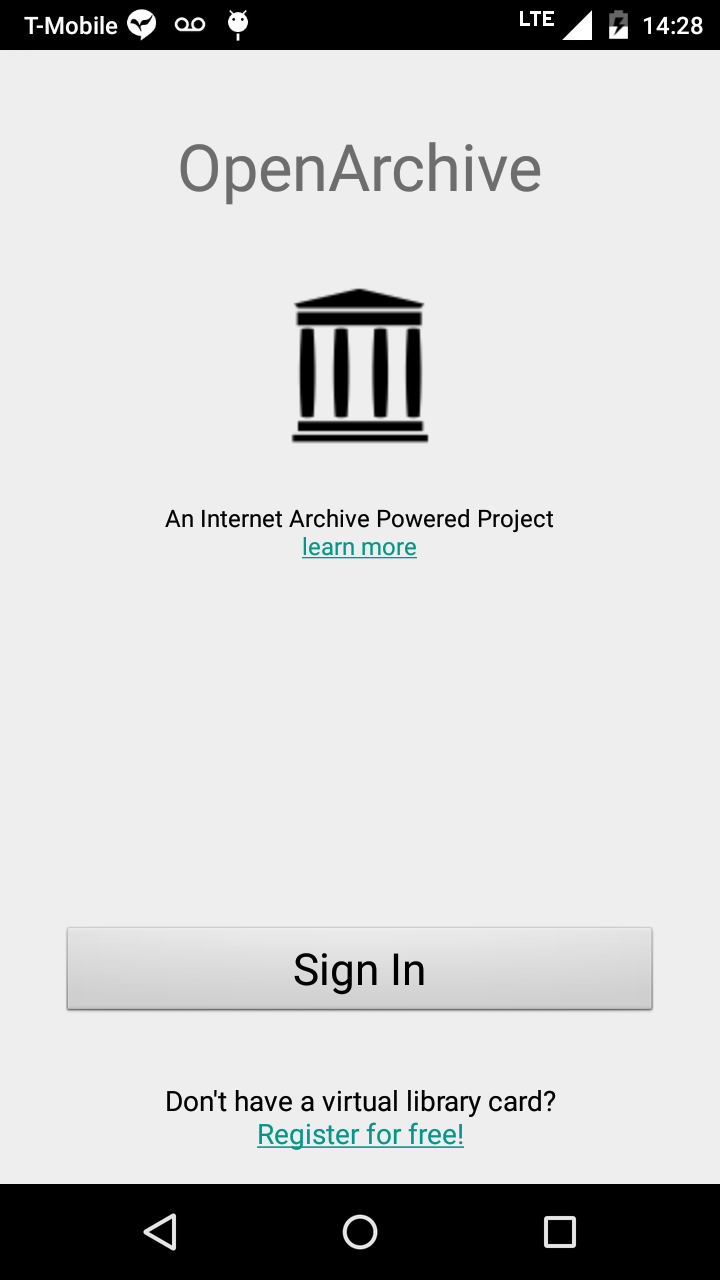 T-Mobile LTE 14:28
OpenArchive
An Internet Archive Powered Project
learn more
Sign In
Don't have a virtual library card?
Register for free!